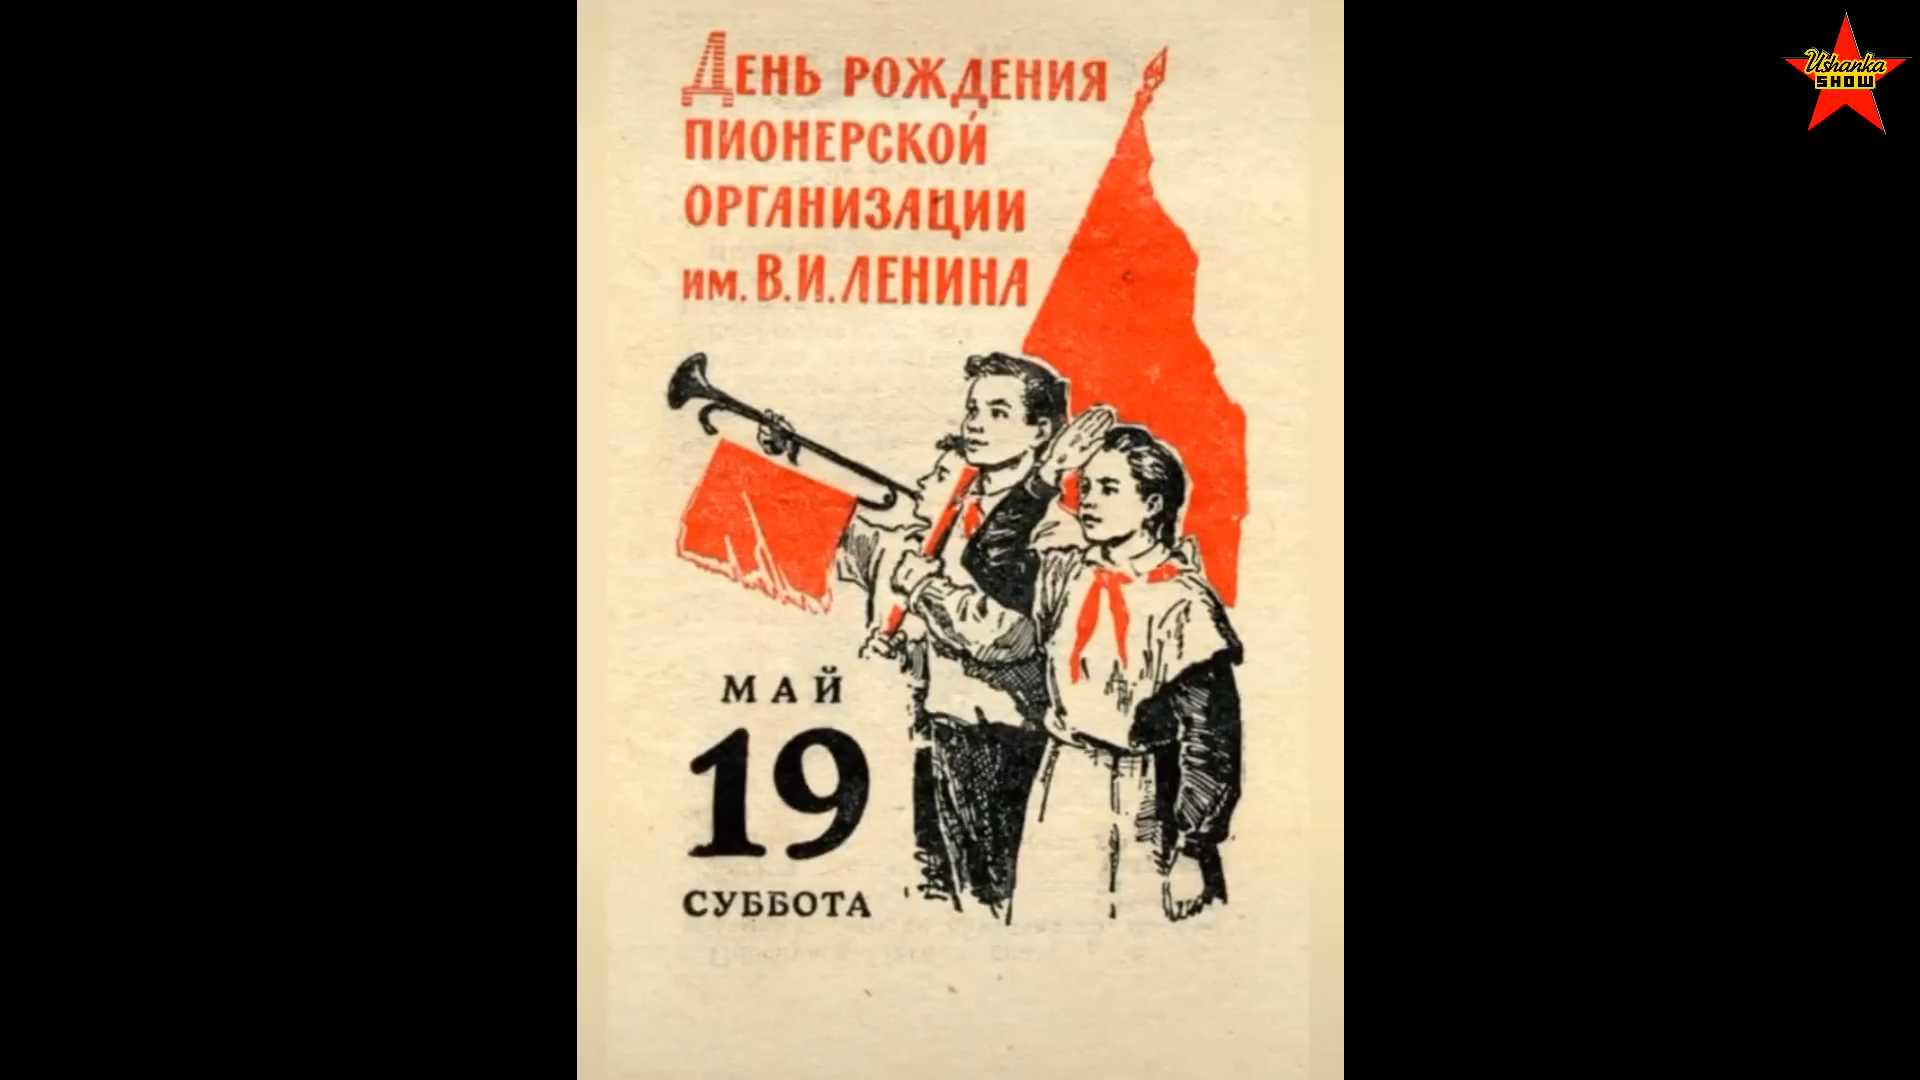 День рождения
пионерской
организации
им. В.И. Ленина
МАЙ
19
СУББОТА
Ushanka
SHOW